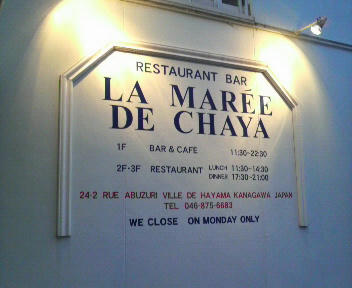 RESTAURANT BAR
LA MARÉE
DE CHAYA
1F BAR & CAFE 11:30-22:30
2F·3F RESTAURANT LUNCH 11:30-14:30
DINNER 17:30-21:00
24-2 RUE ABUZURI VILLE DE HAYAMA KANAGAWA JAPAN
TEL 046-875-6683
WE CLOSE ON MONDAY ONLY